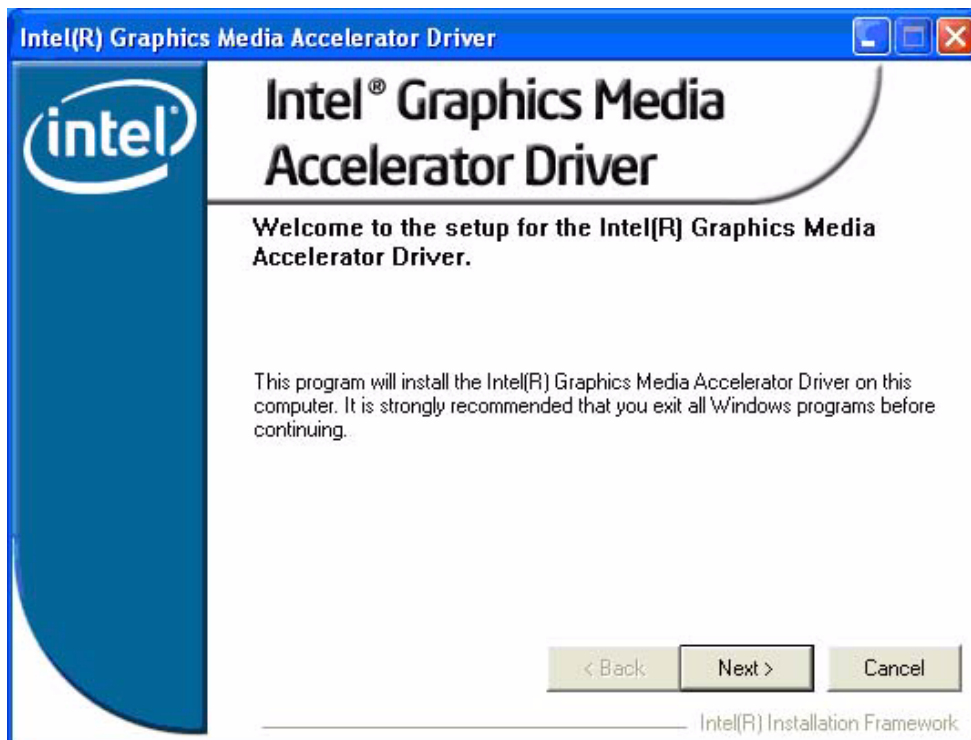 Intel(R) Graphics Media Accelerator Driver
intel
Intel® Graphics Media
Accelerator Driver
Welcome to the setup for the Intel(R) Graphics Media
Accelerator Driver.
This program will install the Intel(R) Graphics Media Accelerator Driver on this
computer. It is strongly recommended that you exit all Windows programs before
continuing.
< Back
Next >
Cancel
Intel(R) Installation Framework